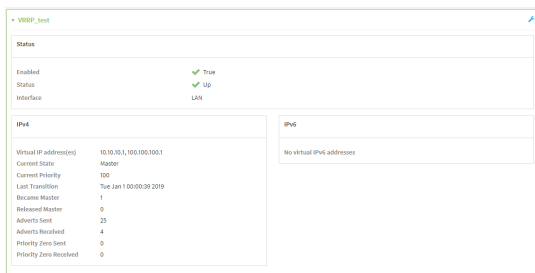 VRRP_test
Status
Enabled True
Status Up
Interface LAN
IPv4
Virtual IP address(es) 10.10.10.1, 100.100.100.1
Current State Master
Current Priority 100
Last Transition Tue Jan 1 00:00:39 2019
Became Master 1
Released Master 0
Adverts Sent 25
Adverts Received 4
Priority Zero Sent 0
Priority Zero Received 0
IPv6
No virtual IPv6 addresses